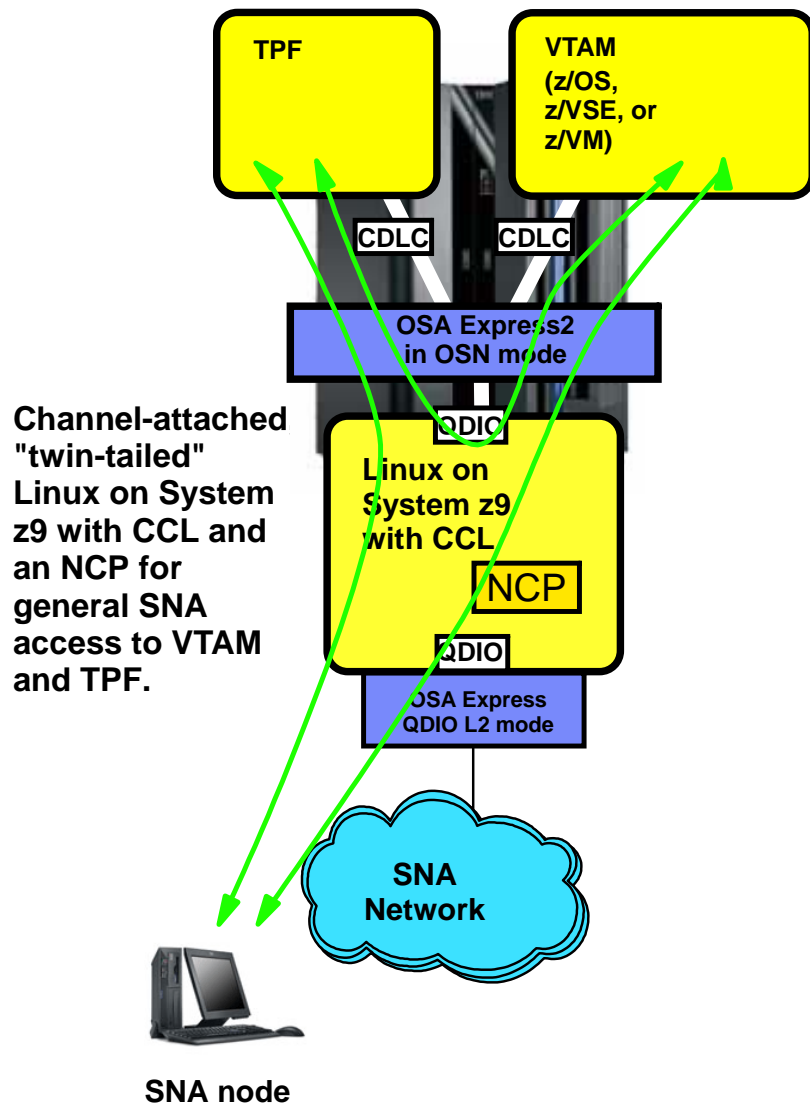 TPF
VTAM
(z/OS,
z/VSE, or
z/VM)
CDLC
CDLC
OSA Express2
in OSN mode
Channel-attached
"twin-tailed"
Linux on System
z9 with CCL and
an NCP for
general SNA
access to VTAM
and TPF.
QDIO
Linux on
System z9
with CCL
NCP
QDIO
OSA Express
QDIO L2 mode
SNA
Network
SNA node